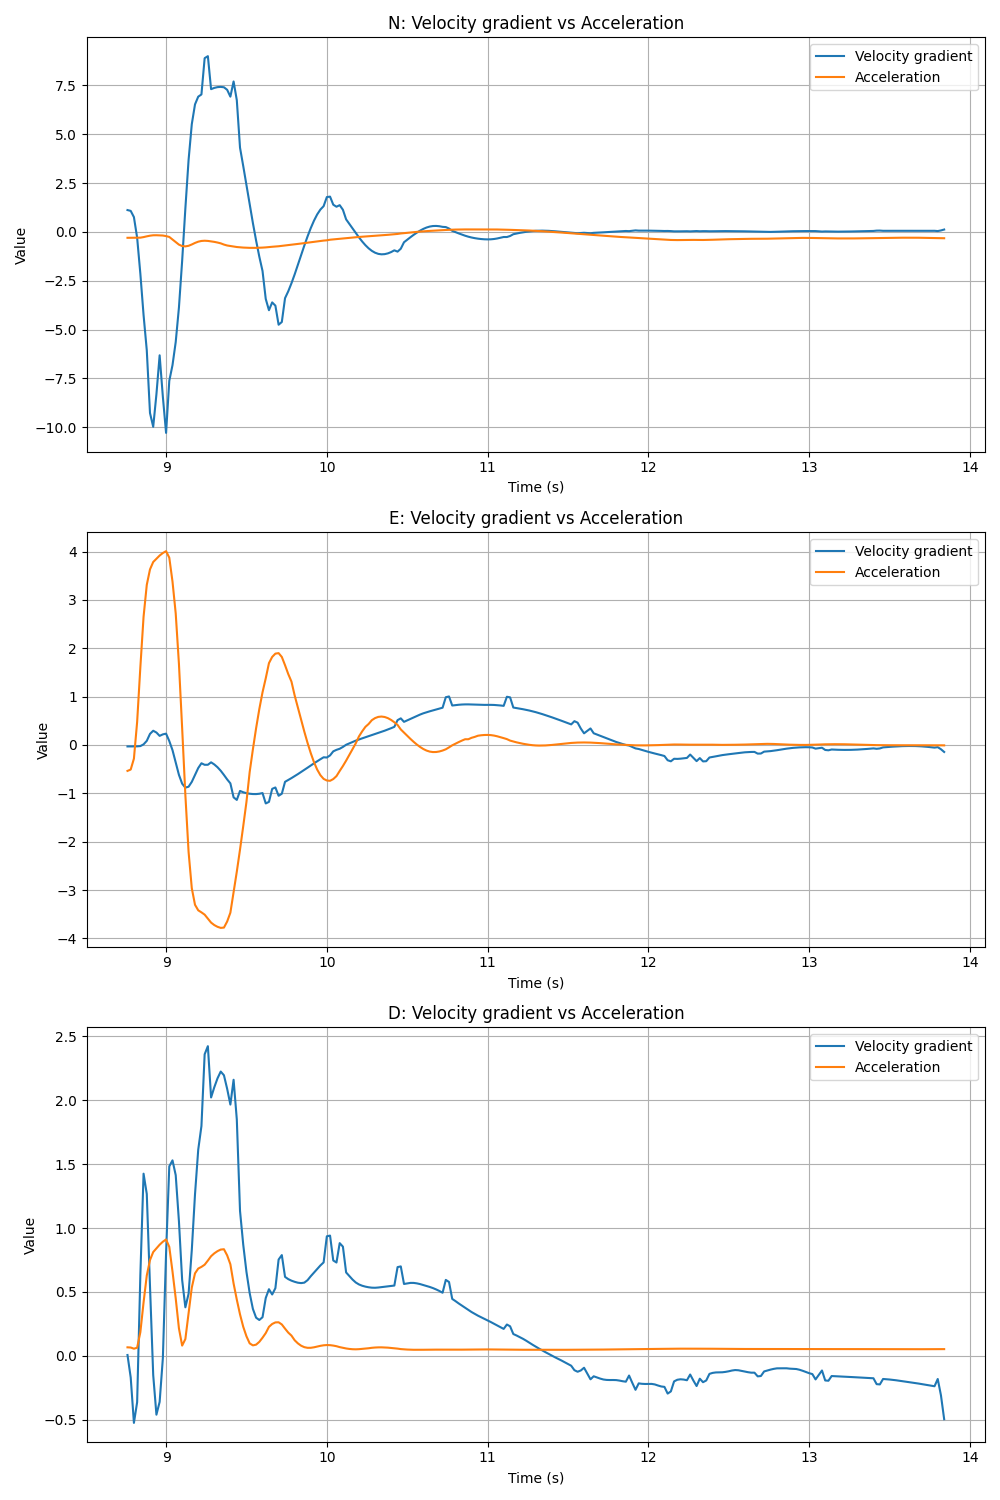 N: Velocity gradient vs Acceleration
Velocity gradient
Acceleration
7.5
5.0
2.5
0.0
−2.5
−5.0
−7.5
−10.0
Value
9 10 11 12 13 14
Time (s)
E: Velocity gradient vs Acceleration
Velocity gradient
Acceleration
4
3
2
1
0
−1
−2
−3
−4
Value
9 10 11 12 13 14
Time (s)
D: Velocity gradient vs Acceleration
Velocity gradient
Acceleration
2.5
2.0
1.5
1.0
0.5
0.0
−0.5
Value
9 10 11 12 13 14
Time (s)